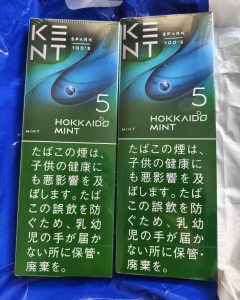 KENT
SPARK
100'S
5
HOKKAIDO
MINT
MINT
たばこの煙は、
子供の健康に
も悪影響を及
ぼします。たば
この誤飲を防
ぐため、乳幼
児の手が届か
ない所に保管・
廃棄を。
KENT
SPARK
100'S
5
HOKKAIDO
MINT
MINT
たばこの煙は、
子供の健康に
も悪影響を及
ぼします。たば
この誤飲を防
ぐため、乳幼
児の手が届か
ない所に保管・
廃棄を。